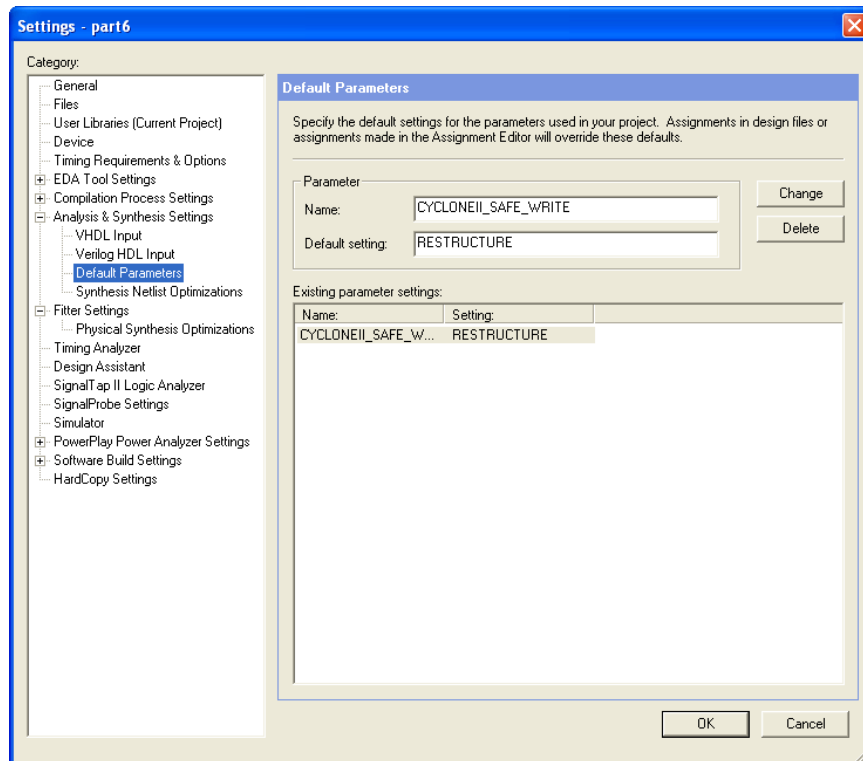 Settings - part6
Category:
General
Files
User Libraries (Current Project)
Device
Timing Requirements & Options
EDA Tool Settings
Compilation Process Settings
Analysis & Synthesis Settings
VHDL Input
Verilog HDL Input
Default Parameters
Synthesis Netlist Optimizations
Fitter Settings
Physical Synthesis Optimizations
Timing Analyzer
Design Assistant
SignalTap II Logic Analyzer
SignalProbe Settings
Simulator
PowerPlay Power Analyzer Settings
Software Build Settings
HardCopy Settings
Default Parameters
Specify the default settings for the parameters used in your project. Assignments in design files or
assignments made in the Assignment Editor will override these defaults.
Parameter
Name: CYCLONEII_SAFE_WRITE
Default setting: RESTRUCTURE
Change
Delete
Existing parameter settings:
Name: Setting:
CYCLONEII_SAFE_W... RESTRUCTURE
OK Cancel